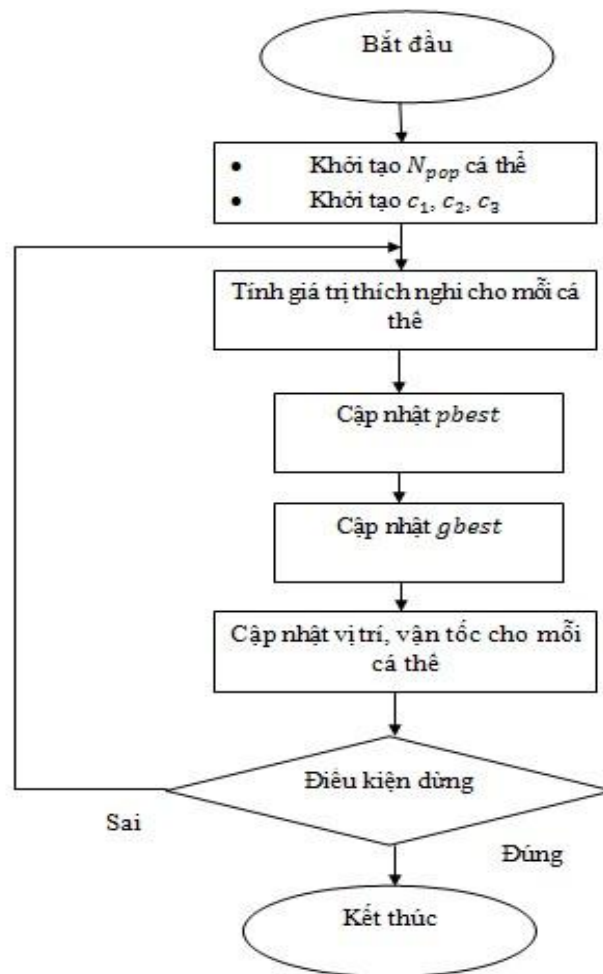 Bắt đầu
• Khởi tạo N_pop cá thể
• Khởi tạo c_1, c_2, c_3
Tính giá trị thích nghi cho mỗi cá
thể
Cập nhật pbest
Cập nhật gbest
Cập nhật vị trí, vận tốc cho mỗi
cá thể
Điều kiện dừng
Sai
Đúng
Kết thúc